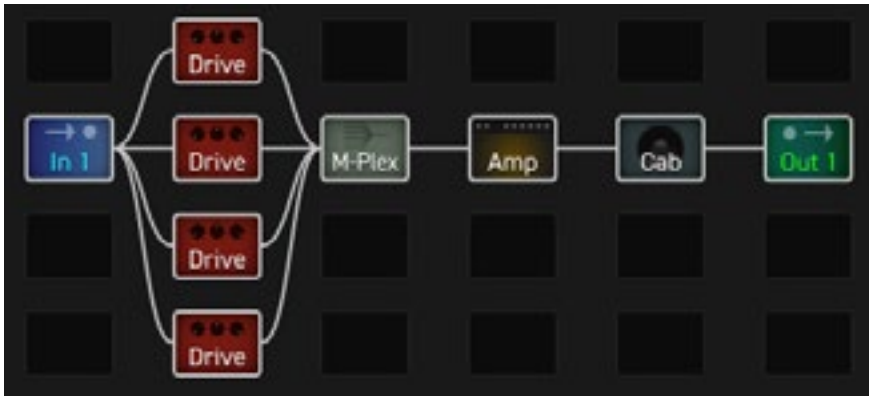 Drive
In 1
Drive
M-Plex
Amp
Cab
Out 1
Drive
Drive